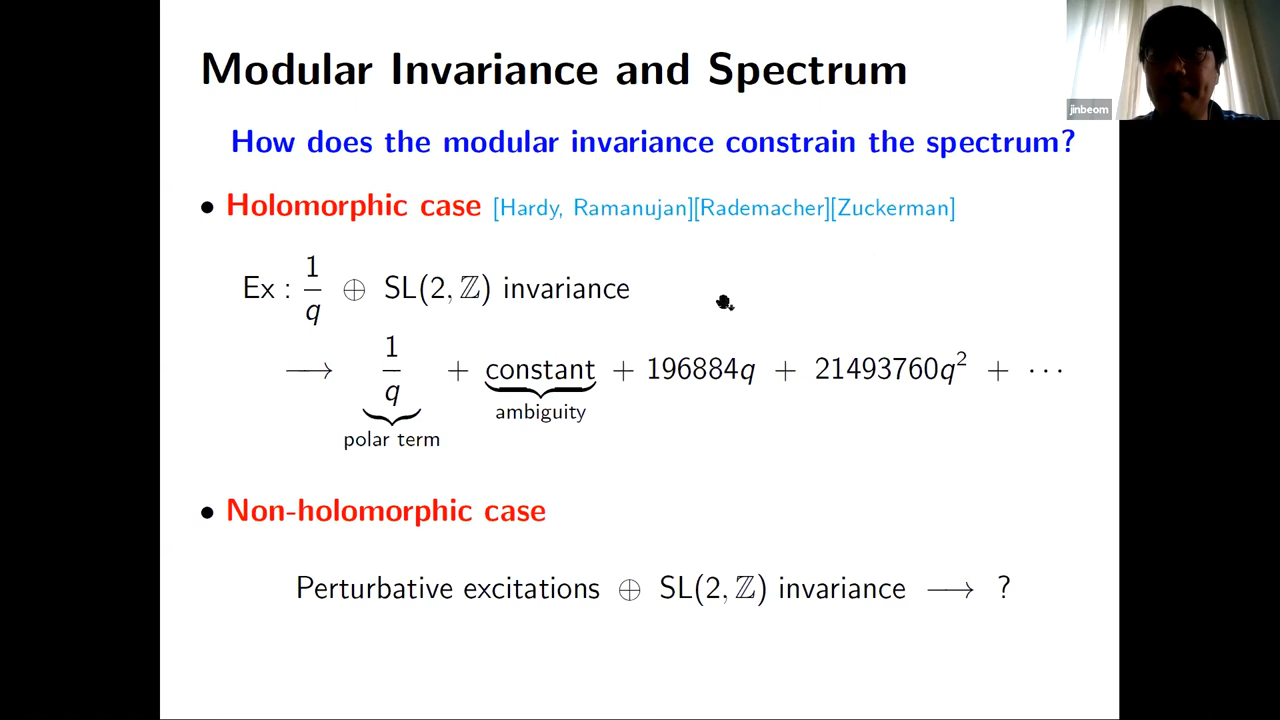 Modular Invariance and Spectrum
jinbeom
How does the modular invariance constrain the spectrum?
• Holomorphic case [Hardy, Ramanujan][Rademacher][Zuckerman]
Ex : 1/q ⊕ SL(2, ℤ) invariance
⟶ 1/q + constant + 196884q + 21493760q² + ⋯
ambiguity
polar term
• Non-holomorphic case
Perturbative excitations ⊕ SL(2, ℤ) invariance ⟶ ?